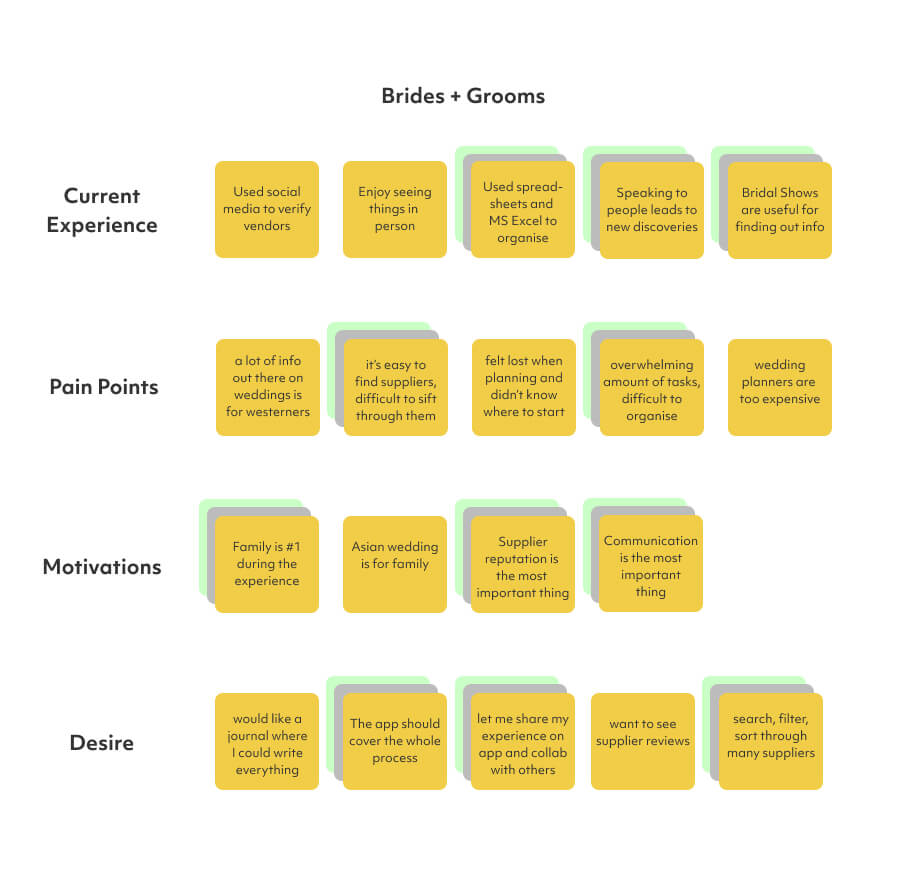 Brides + Grooms
Current
Experience
Used social
media to verify
vendors
Enjoy seeing
things in
person
Used spread-
sheets and
MS Excel to
organise
Speaking to
people leads to
new discoveries
Bridal Shows
are useful for
finding out info
Pain Points
a lot of info
out there on
weddings is
for westerners
it's easy to
find suppliers,
difficult to sift
through them
felt lost when
planning and
didn't know
where to start
overwhelming
amount of tasks,
difficult to
organise
wedding
planners are
too expensive
Motivations
Family is #1
during the
experience
Asian wedding
is for family
Supplier
reputation is
the most
important thing
Communication
is the most
important
thing
Desire
would like a
journal where
I could write
everything
The app should
cover the whole
process
let me share my
experience on
app and collab
with others
want to see
supplier reviews
search, filter,
sort through
many suppliers